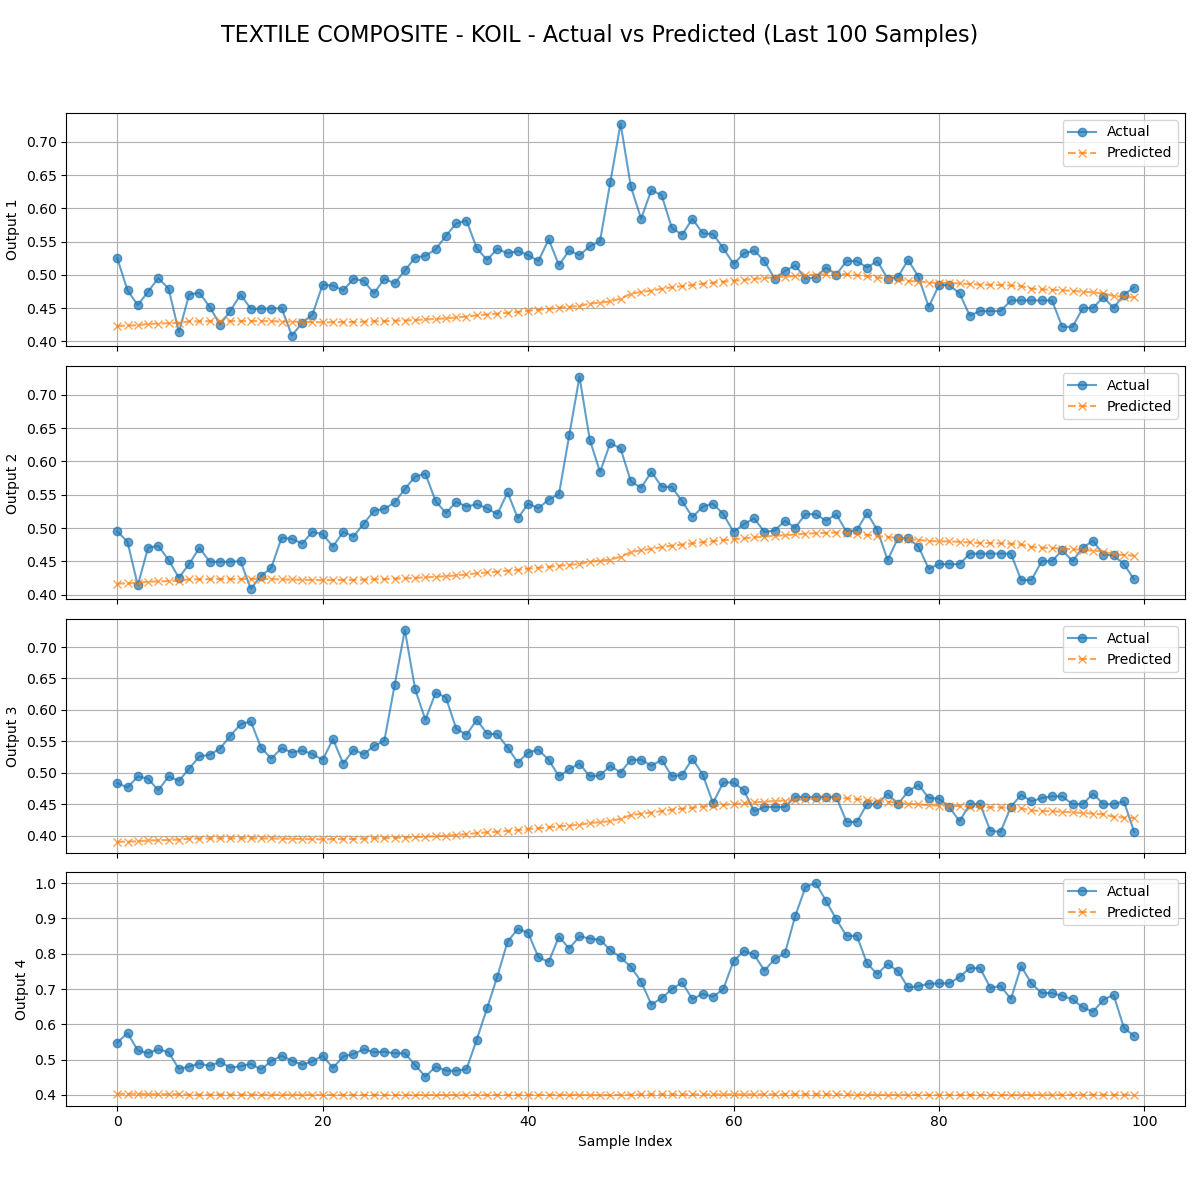 TEXTILE COMPOSITE - KOIL - Actual vs Predicted (Last 100 Samples)
Output 1
0.70
0.65
0.60
0.55
0.50
0.45
0.40
Actual
Predicted
Output 2
0.70
0.65
0.60
0.55
0.50
0.45
0.40
Actual
Predicted
Output 3
0.70
0.65
0.60
0.55
0.50
0.45
0.40
Actual
Predicted
Output 4
1.0
0.9
0.8
0.7
0.6
0.5
0.4
Actual
Predicted
0 20 40 60 80 100
Sample Index